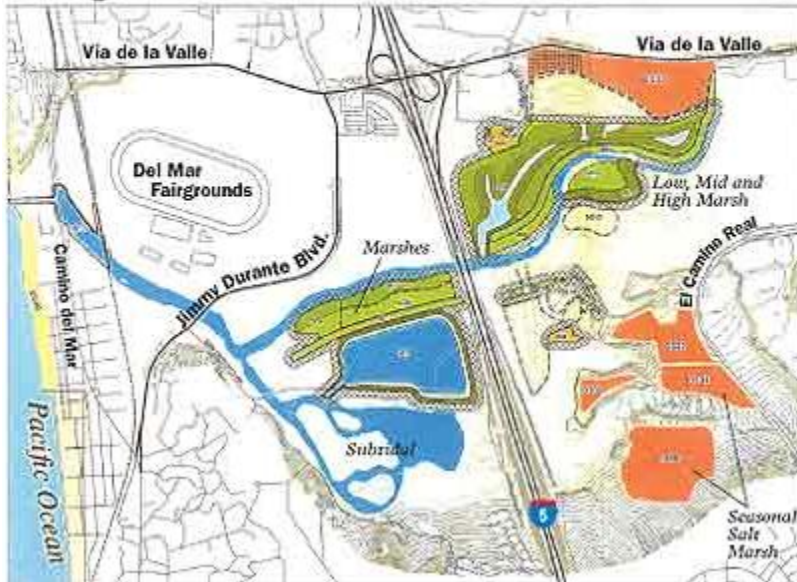 Via de la Valle
Via de la Valle
Del Mar
Fairgrounds
Low, Mid and
High Marsh
Marshes
Jimmy Durante Blvd.
El Camino Real
Camino del Mar
Pacific Ocean
Subtidal
5
Seasonal
Salt
Marsh